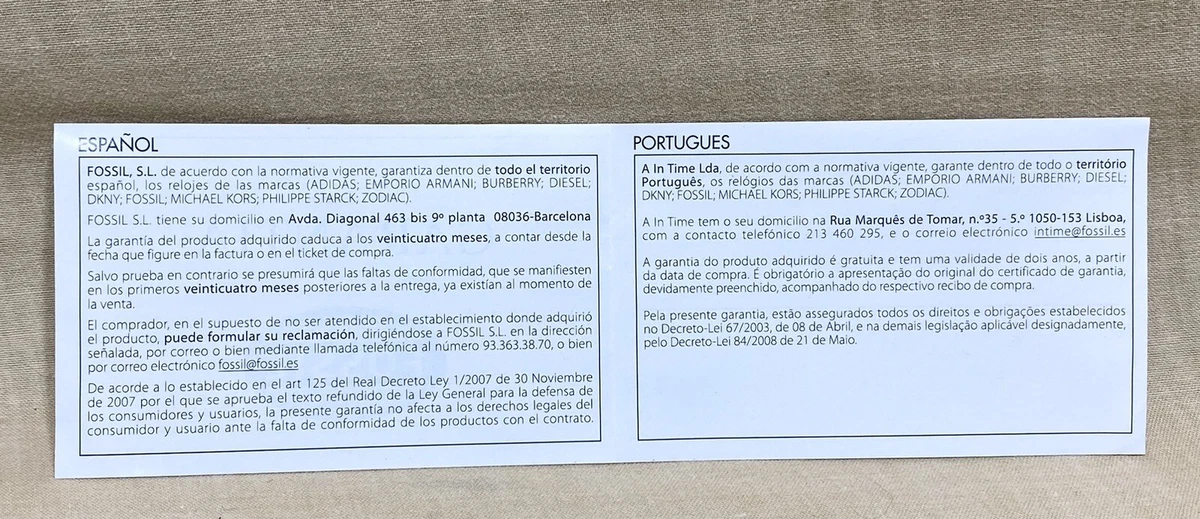 ESPAÑOL
FOSSIL, S.L. de acuerdo con la normativa vigente, garantiza dentro de todo el territorio
español, los relojes de las marcas (ADIDAS; EMPORIO ARMANI; BURBERRY; DIESEL;
DKNY; FOSSIL; MICHAEL KORS; PHILIPPE STARCK; ZODIAC).
FOSSIL S.L. tiene su domicilio en Avda. Diagonal 463 bis 9º planta 08036-Barcelona
La garantía del producto adquirido caduca a los veinticuatro meses, a contar desde la
fecha que figure en la factura o en el ticket de compra.
Salvo prueba en contrario se presumirá que las faltas de conformidad, que se manifiesten
en los primeros veinticuatro meses posteriores a la entrega, ya existían al momento de
la venta.
El comprador, en el supuesto de no ser atendido en el establecimiento donde adquirió
el producto, puede formular su reclamación, dirigiéndose a FOSSIL S.L. en la dirección
señalada, por correo o bien mediante llamada telefónica al número 93.363.38.70, o bien
por correo electrónico fossil@fossil.es
De acorde a lo establecido en el art 125 del Real Decreto Ley 1/2007 de 30 Noviembre
de 2007 por el que se aprueba el texto refundido de la Ley General para la defensa de
los consumidores y usuarios, la presente garantía no afecta a los derechos legales del
consumidor y usuario ante la falta de conformidad de los productos con el contrato.
PORTUGUES
A In Time Lda, de acordo com a normativa vigente, garante dentro de todo o território
Português, os relógios das marcas (ADIDAS; EMPORIO ARMANI; BURBERRY; DIESEL;
DKNY; FOSSIL; MICHAEL KORS; PHILIPPE STARCK; ZODIAC).
A In Time tem o seu domicilio na Rua Marquês de Tomar, n.º35 - 5.º 1050-153 Lisboa,
com a contacto telefónico 213 460 295, e o correio electrónico intime@fossil.es
A garantia do produto adquirido é gratuita e tem uma validade de dois anos, a partir
da data de compra. É obrigatório a apresentação do original do certificado de garantia,
devidamente preenchido, acompanhado do respectivo recibo de compra.
Pela presente garantia, estão assegurados todos os direitos e obrigações estabelecidos
no Decreto-Lei 67/2003, de 08 de Abril, e na demais legislação aplicável designadamente,
pelo Decreto-Lei 84/2008 de 21 de Maio.